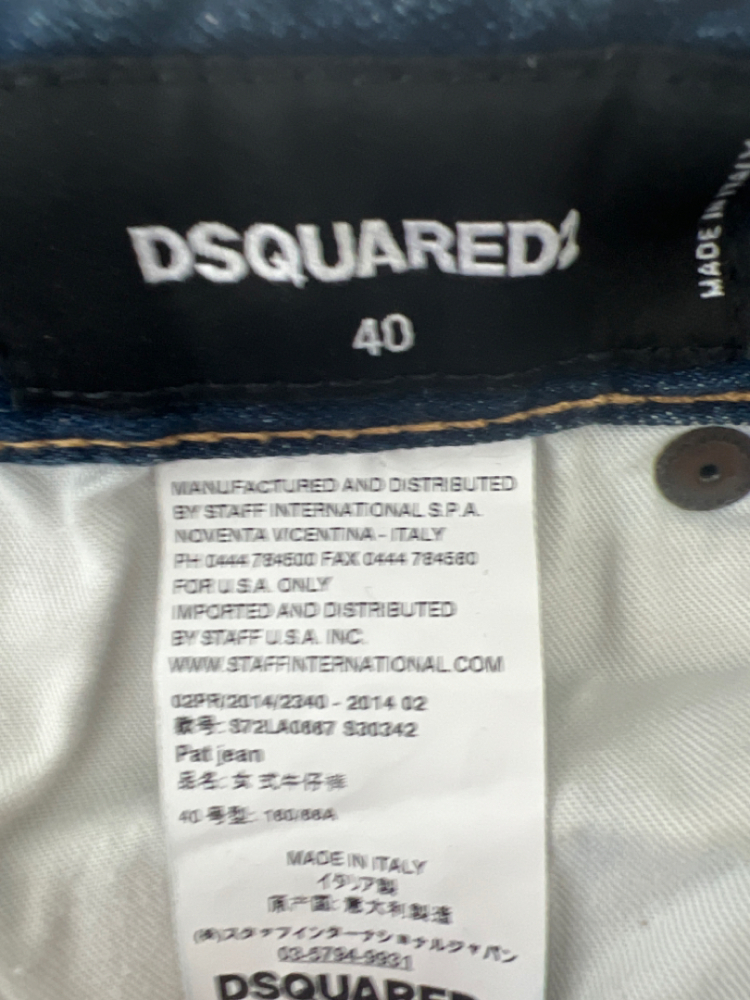 DSQUARED2
40
MADE IN ITALY
MANUFACTURED AND DISTRIBUTED
BY STAFF INTERNATIONAL S.P.A.
NOVENTA VICENTINA - ITALY
PH 0444 784500 FAX 0444 784580
FOR U.S.A. ONLY
IMPORTED AND DISTRIBUTED
BY STAFF U.S.A. INC.
WWW.STAFFINTERNATIONAL.COM
02PR/2014/2340 - 2014 02
款号: S72LA0667 S30342
Pat jean
品名: 女式牛仔裤
40 号型: 160/66A
MADE IN ITALY
イタリア製
原产国: 意大利製造
(株)スタッフインターナショナルジャパン
03-5794-9931
DSQUARED